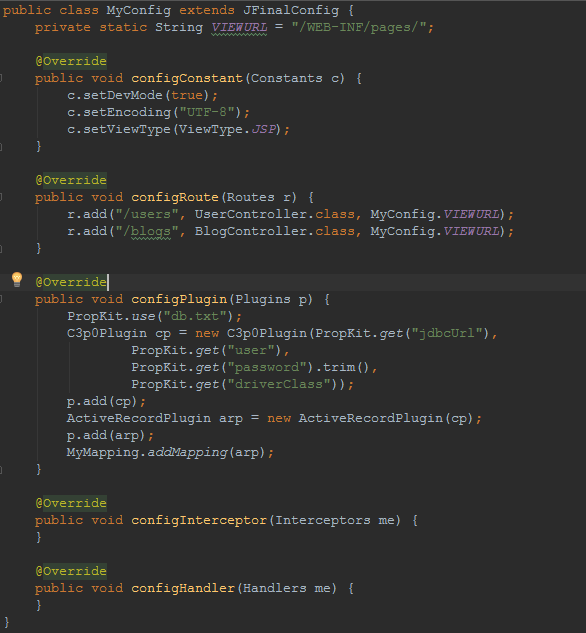 public class MyConfig extends JFinalConfig {
    private static String VIEWURL = "/WEB-INF/pages/";

    @Override
    public void configConstant(Constants c) {
        c.setDevMode(true);
        c.setEncoding("UTF-8");
        c.setViewType(ViewType.JSP);
    }

    @Override
    public void configRoute(Routes r) {
        r.add("/users", UserController.class, MyConfig.VIEWURL);
        r.add("/blogs", BlogController.class, MyConfig.VIEWURL);
    }

    @Override
    public void configPlugin(Plugins p) {
        PropKit.use("db.txt");
        C3p0Plugin cp = new C3p0Plugin(PropKit.get("jdbcUrl"),
                PropKit.get("user"),
                PropKit.get("password").trim(),
                PropKit.get("driverClass"));
        p.add(cp);
        ActiveRecordPlugin arp = new ActiveRecordPlugin(cp);
        p.add(arp);
        MyMapping.addMapping(arp);
    }

    @Override
    public void configInterceptor(Interceptors me) {
    }

    @Override
    public void configHandler(Handlers me) {
    }
}